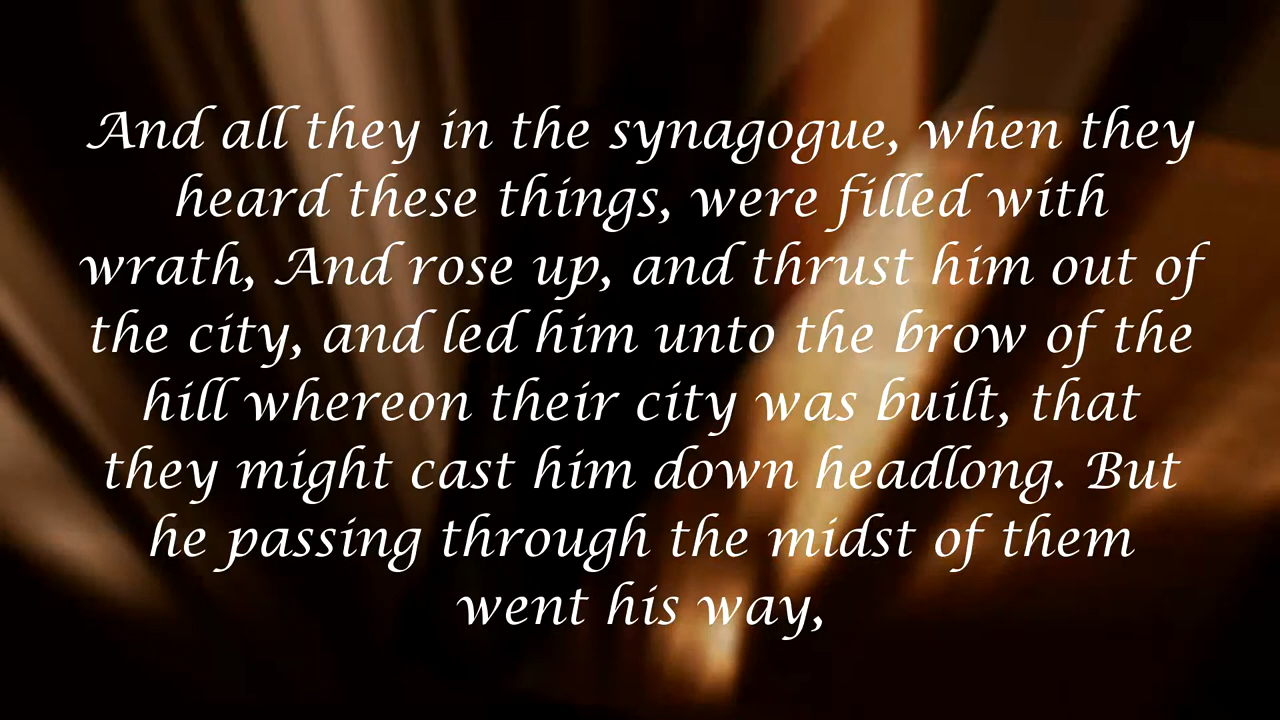 And all they in the synagogue, when they
heard these things, were filled with
wrath, And rose up, and thrust him out of
the city, and led him unto the brow of the
hill whereon their city was built, that
they might cast him down headlong. But
he passing through the midst of them
went his way,